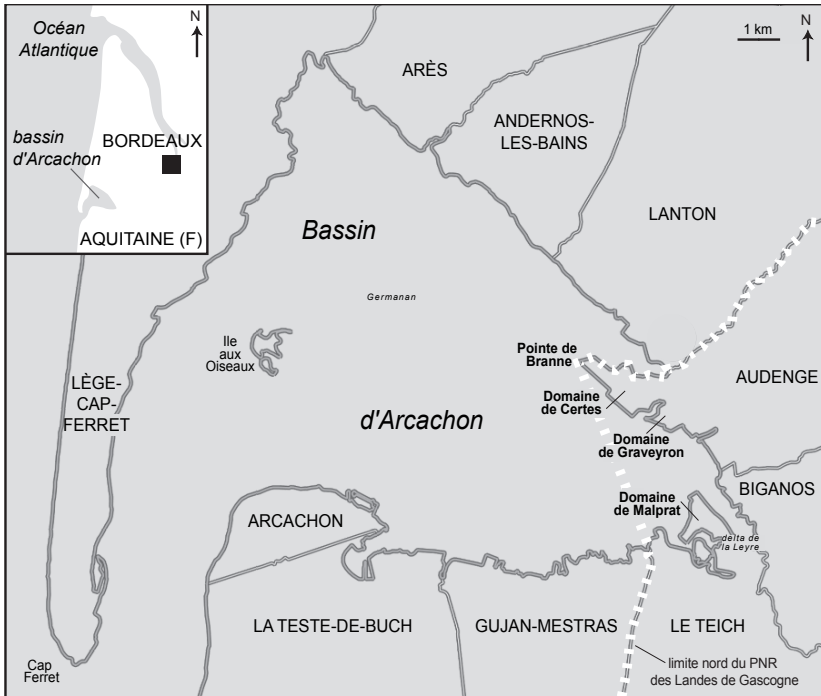 Océan
Atlantique
N
bassin
d'Arcachon
BORDEAUX
AQUITAINE (F)
1 km
N
ARÈS
ANDERNOS-
LES-BAINS
LANTON
Bassin
Germanan
Ile
aux
Oiseaux
Pointe de
Branne
AUDENGE
LÈGE-
CAP-
FERRET
Domaine
de Certes
d'Arcachon
Domaine
de Graveyron
BIGANOS
Domaine
de Malprat
ARCACHON
delta de
la Leyre
LA TESTE-DE-BUCH
GUJAN-MESTRAS
LE TEICH
Cap
Ferret
limite nord du PNR
des Landes de Gascogne